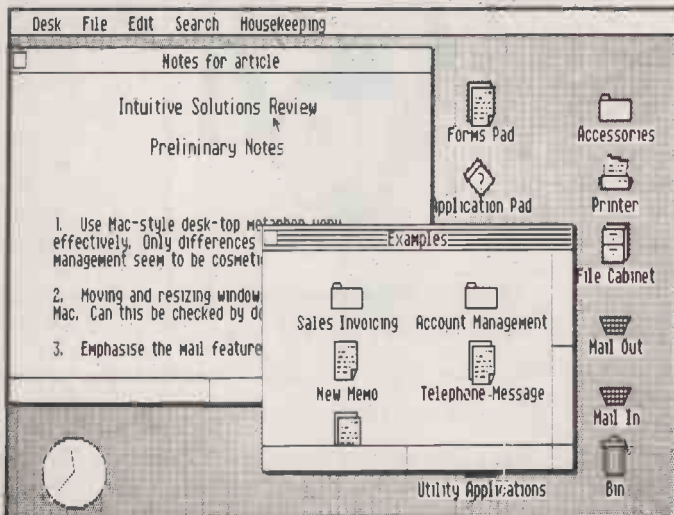 Desk File Edit Search Housekeeping
Notes for article
Intuitive Solutions Review
Preliminary Notes
1. Use Mac-style desk-top metaphor very
effectively. Only differences
management seem to be cosmeti
2. Moving and resizing window
Mac. Can this be checked by de
3. Emphasise the mail feature
Forms Pad
Accessories
Application Pad
Printer
File Cabinet
Mail Out
Mail In
Bin
Examples
Sales Invoicing Account Management
New Memo Telephone-Message
Utility Applications